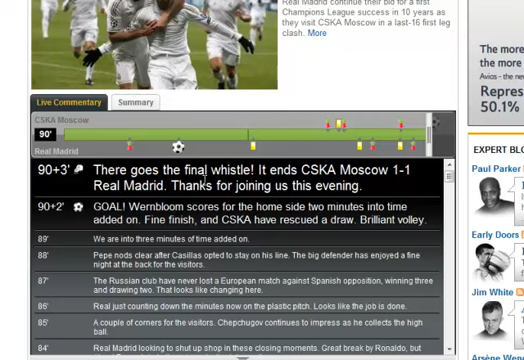 Real Madrid continue their bid for a first
Champions League success in 10 years as
they visit CSKA Moscow in a last-16 first leg
clash. More
The more
the more
Avios - the new
Repres
50.1%
Live Commentary
Summary
CSKA Moscow
90'
Real Madrid
90+3' There goes the final whistle! It ends CSKA Moscow 1-1
Real Madrid. Thanks for joining us this evening.
90+2' GOAL! Wernbloom scores for the home side two minutes into
time added on. Fine finish, and CSKA have rescued a draw. Brilliant volley.
89' We are into three minutes of time added on.
88' Pepe nods clear after Casillas opted to stay on his line. The big defender has enjoyed a fine
night at the back for the visitors.
87' The Russian club have never lost a European match against Spanish opposition, winning three
and drawing two. That looks like changing here.
86' Real just counting down the minutes now on the plastic pitch. Looks like the job is done.
85' A couple of corners for the visitors. Chepchugov continues to impress as he collects the high
ball.
84' Real Madrid looking to shut up shop in these closing moments. Great break by Ronaldo, but
EXPERT BLO
Paul Parker
Early Doors
Jim White
Arsène Wen